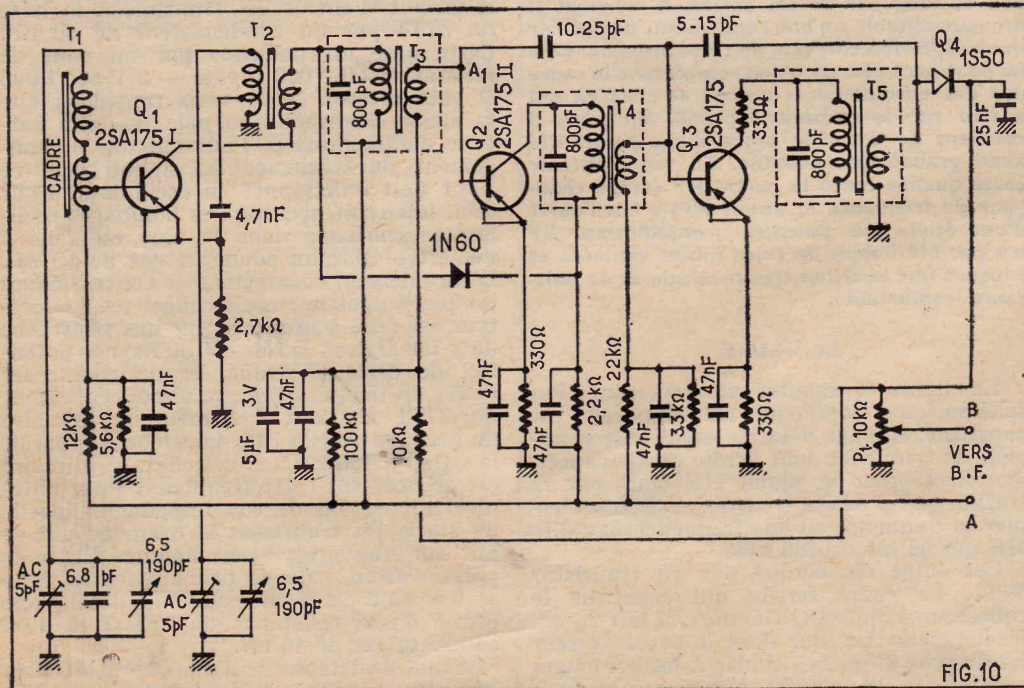 T1
CADRE
Q1
2SA175 I
T2
4,7nF
2,7kΩ
800pF
T3
A1
10-25pF
5-15pF
Q2
2SA175 II
1N60
800pF
T4
Q3
2SA175
330Ω
800pF
T5
Q4
1S50
25nF
12kΩ
5,6kΩ
47nF
3V
5µF
47nF
100kΩ
10kΩ
47nF
330Ω
47nF
2,2kΩ
22kΩ
47nF
3,3kΩ
47nF
330Ω
P1, 10kΩ
B
VERS
B.F.
A
AC
5pF
6.8 pF
6,5
190pF
AC
5pF
6,5
190pF
FIG.10